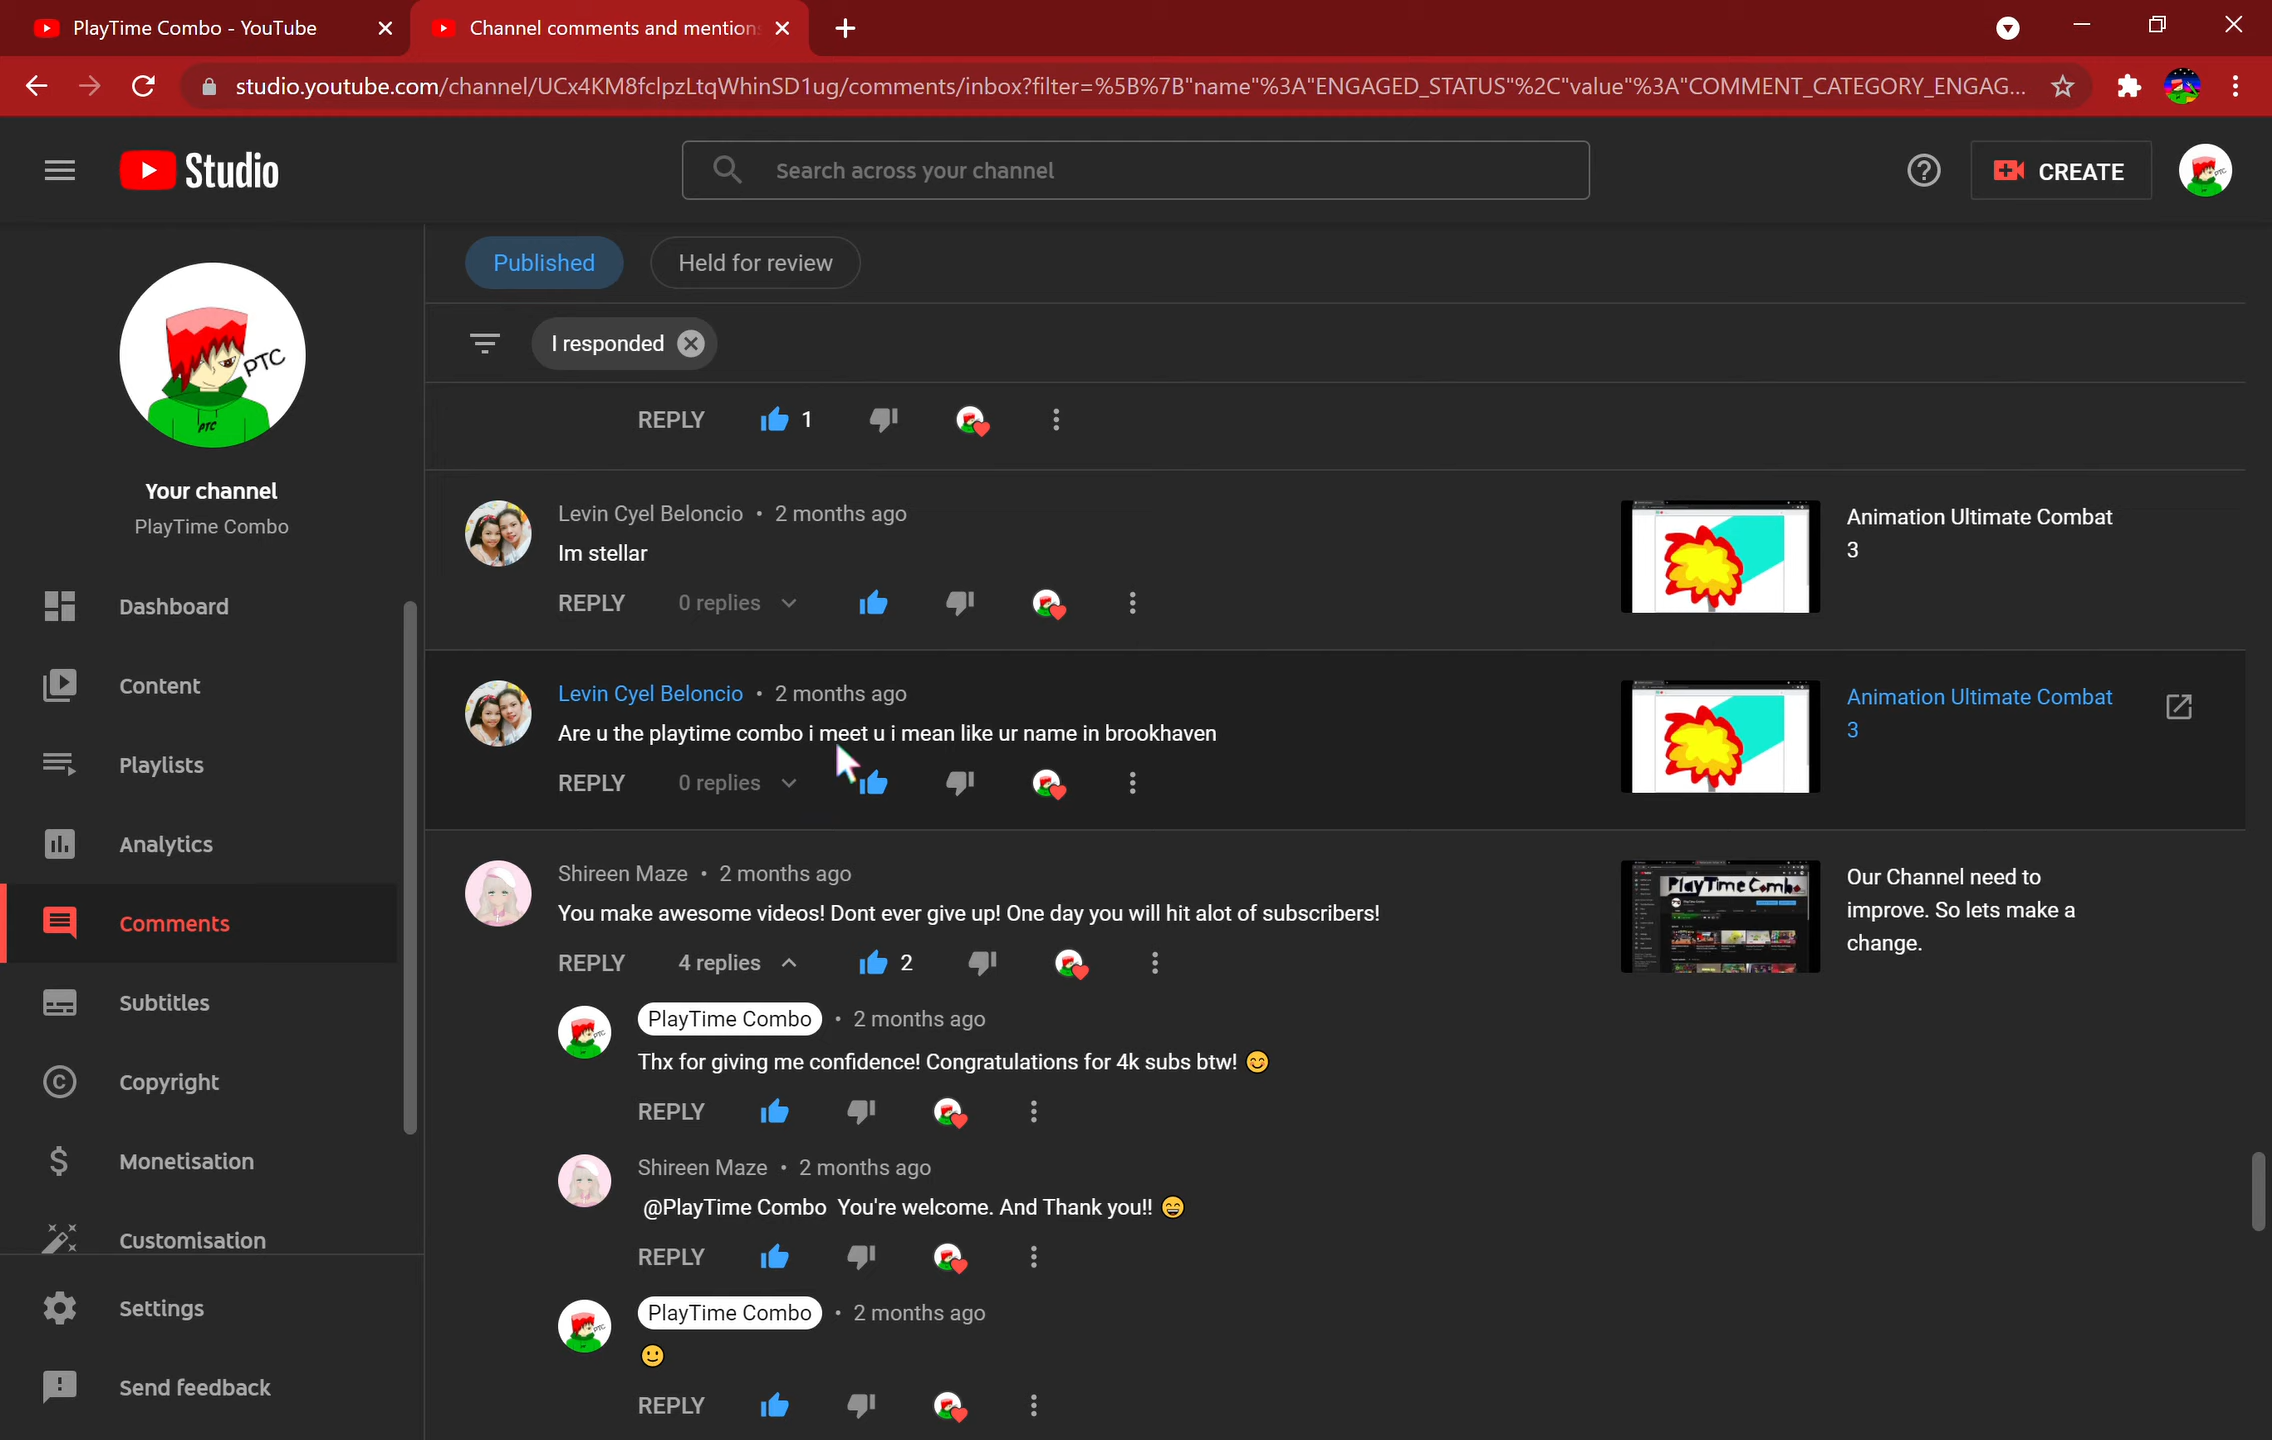 PlayTime Combo - YouTube
Channel comments and mention
studio.youtube.com/channel/UCx4KM8fclpzLtqWhinSD1ug/comments/inbox?filter=%5B%7B"name"%3A"ENGAGED_STATUS"%2C"value"%3A"COMMENT_CATEGORY_ENGAG...
Studio
Search across your channel
CREATE
PTC
PTC
Your channel
PlayTime Combo
Dashboard
Content
Playlists
Analytics
Comments
Subtitles
Copyright
Monetisation
Customisation
Settings
Send feedback
Published
Held for review
I responded
REPLY 1
Levin Cyel Beloncio • 2 months ago
Im stellar
REPLY 0 replies
Animation Ultimate Combat
3
Levin Cyel Beloncio • 2 months ago
Are u the playtime combo i meet u i mean like ur name in brookhaven
REPLY 0 replies
Animation Ultimate Combat
3
Shireen Maze • 2 months ago
You make awesome videos! Dont ever give up! One day you will hit alot of subscribers!
REPLY 4 replies 2
PlayTime Combo
Our Channel need to
improve. So lets make a
change.
PlayTime Combo • 2 months ago
Thx for giving me confidence! Congratulations for 4k subs btw! 😊
REPLY
Shireen Maze • 2 months ago
@PlayTime Combo You're welcome. And Thank you!! 😄
REPLY
PlayTime Combo • 2 months ago
🙂
REPLY